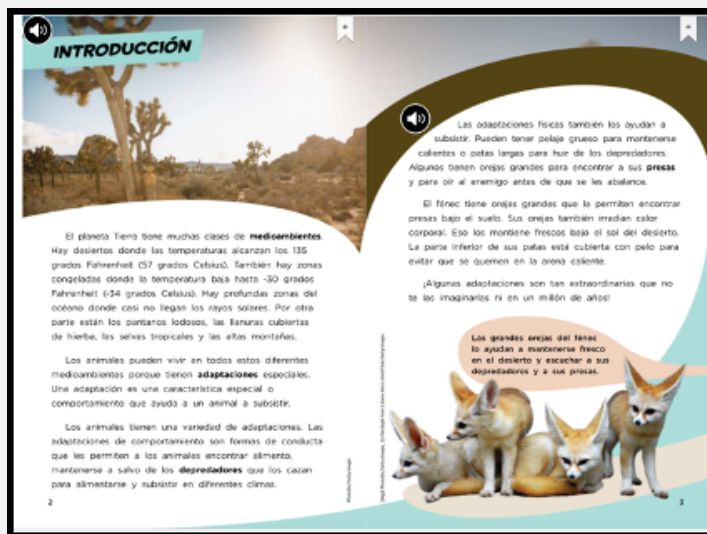 INTRODUCCIÓN
El planeta Tierra tiene muchas clases de medioambientes.
Hay desiertos donde las temperaturas alcanzan los 135
grados Fahrenheit (57 grados Celsius). También hay zonas
congeladas donde la temperatura baja hasta -30 grados
Fahrenheit (-34 grados Celsius). Hay profundas zonas del
océano donde casi no llegan los rayos solares. Por otra
parte están los pantanos lodosos, las llanuras cubiertas
de hierba, las selvas tropicales y las altas montañas.
Los animales pueden vivir en todos estos diferentes
medioambientes porque tienen adaptaciones especiales.
Una adaptación es una característica especial o
comportamiento que ayuda a un animal a subsistir.
Los animales tienen una variedad de adaptaciones. Las
adaptaciones de comportamiento son formas de conducta
que les permiten a los animales encontrar alimento,
mantenerse a salvo de los depredadores que los cazan
para alimentarse y subsistir en diferentes climas.
2
Las adaptaciones físicas también los ayudan a
subsistir. Pueden tener pelaje grueso para mantenerse
calientes o patas largas para huir de los depredadores.
Algunos tienen orejas grandes para encontrar a sus presas
y para oír al enemigo antes de que se les abalance.
El fénec tiene orejas grandes que le permiten encontrar
presas bajo el suelo. Sus orejas también irradian calor
corporal. Eso los mantiene frescos bajo el sol del desierto.
La parte inferior de sus patas está cubierta con pelo para
evitar que se quemen en la arena caliente.
¡Algunas adaptaciones son tan extraordinarias que no
te las imaginarías ni en un millón de años!
Las grandes orejas del fénec
lo ayudan a mantenerse fresco
en el desierto y escuchar a sus
depredadores y a sus presas.
3